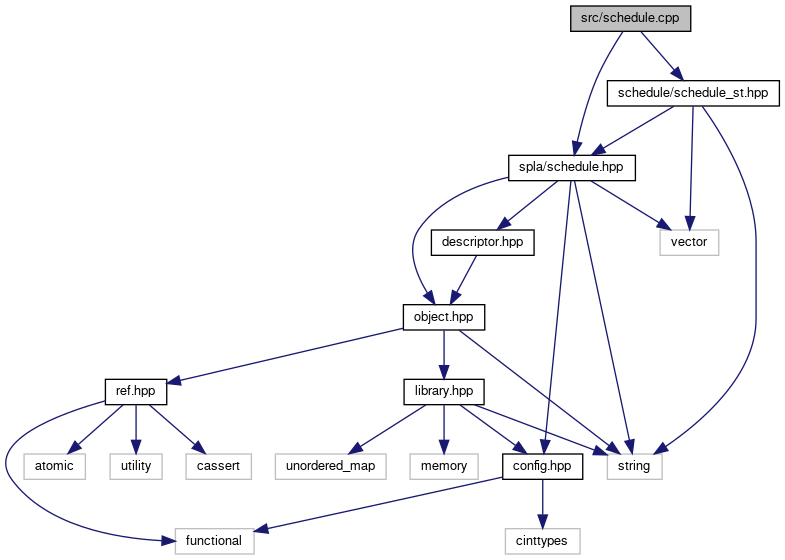 src/schedule.cpp
schedule/schedule_st.hpp
spla/schedule.hpp
descriptor.hpp
vector
object.hpp
ref.hpp
library.hpp
atomic
utility
cassert
unordered_map
memory
config.hpp
string
functional
cinttypes